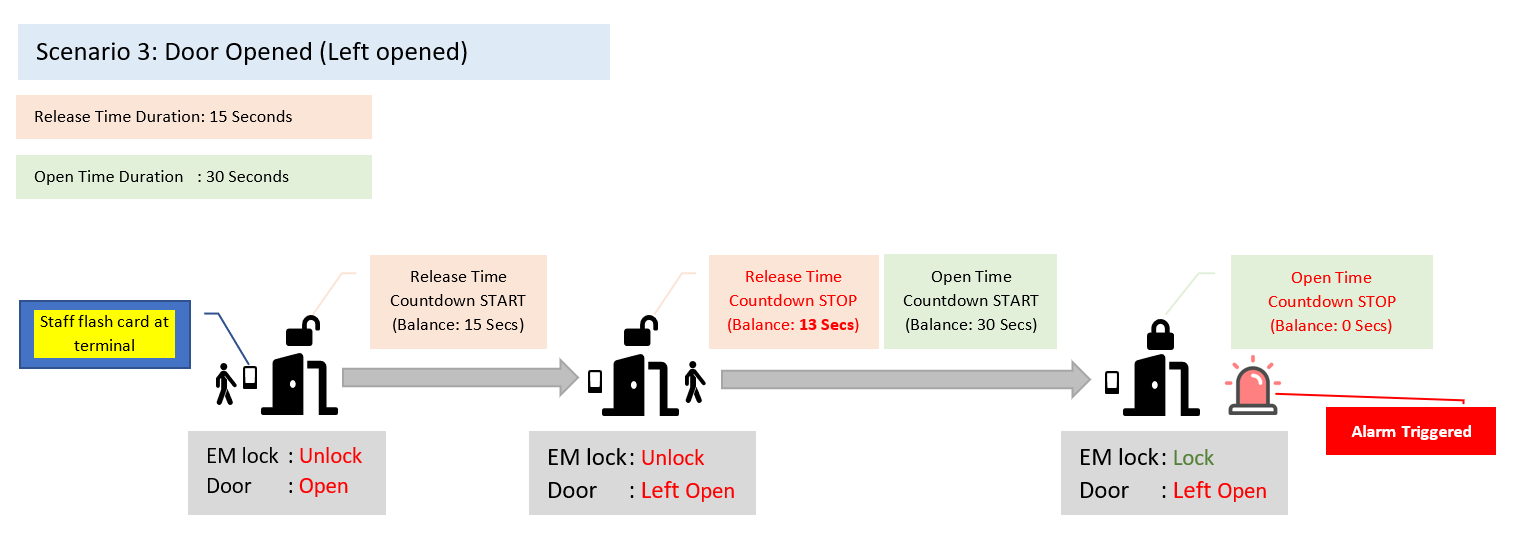 Scenario 3: Door Opened (Left opened)
Release Time Duration: 15 Seconds
Open Time Duration : 30 Seconds
Staff flash card at
terminal
Release Time
Countdown START
(Balance: 15 Secs)
Release Time
Countdown STOP
(Balance: 13 Secs)
Open Time
Countdown START
(Balance: 30 Secs)
Open Time
Countdown STOP
(Balance: 0 Secs)
Alarm Triggered
EM lock : Unlock
Door : Open
EM lock : Unlock
Door : Left Open
EM lock : Lock
Door : Left Open